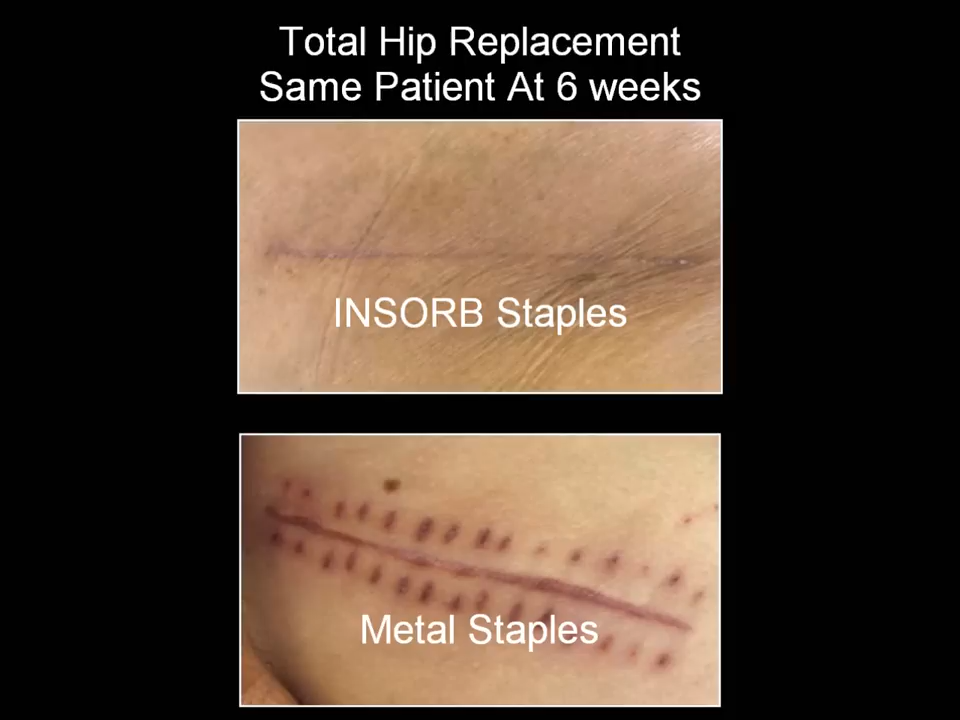 Total Hip Replacement
Same Patient At 6 weeks
INSORB Staples
Metal Staples